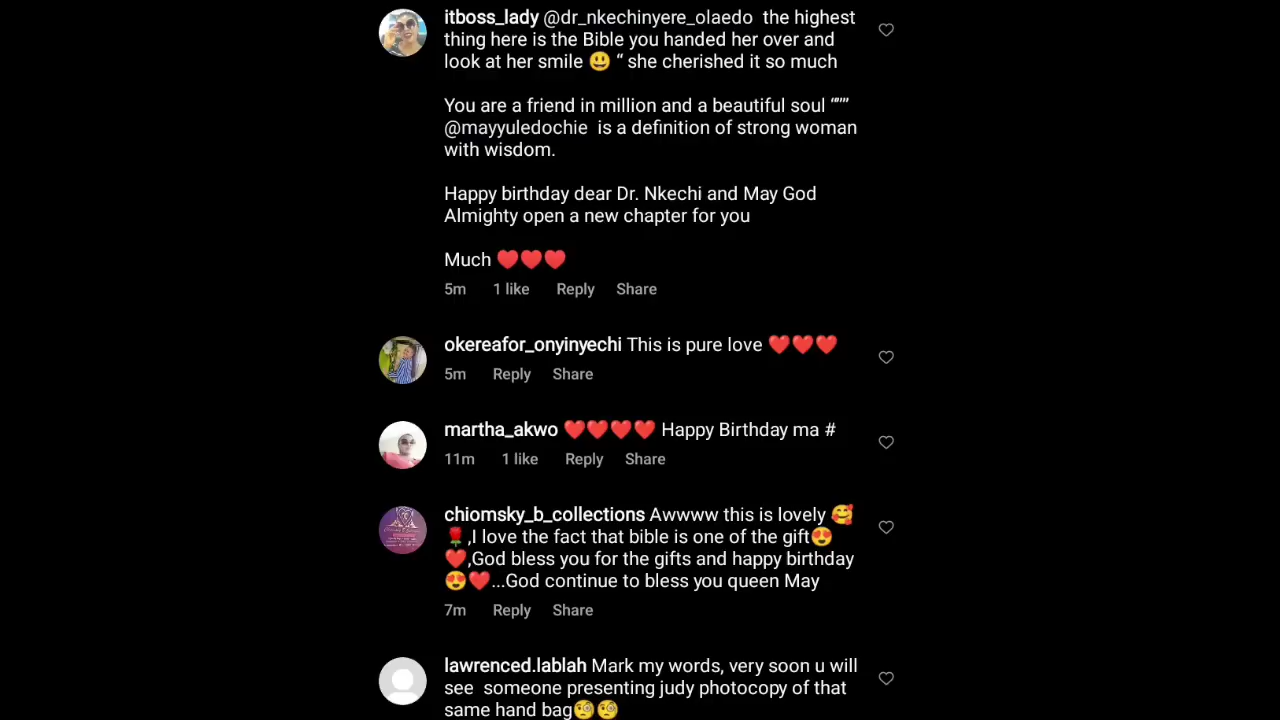 itboss_lady @dr_nkechinyere_olaedo the highest
thing here is the Bible you handed her over and
look at her smile 😃 “ she cherished it so much
You are a friend in million and a beautiful soul “””
@mayyuledochie is a definition of strong woman
with wisdom.
Happy birthday dear Dr. Nkechi and May God
Almighty open a new chapter for you
Much ❤️❤️❤️
5m 1 like Reply Share
okereafor_onyinyechi This is pure love ❤️❤️❤️
5m Reply Share
martha_akwo ❤️❤️❤️❤️ Happy Birthday ma #
11m 1 like Reply Share
chiomsky_b_collections Awwww this is lovely 🥰
🌹,I love the fact that bible is one of the gift😍
❤️,God bless you for the gifts and happy birthday
😍❤️...God continue to bless you queen May
7m Reply Share
lawrenced.lablah Mark my words, very soon u will
see someone presenting judy photocopy of that
same hand bag🧐🧐